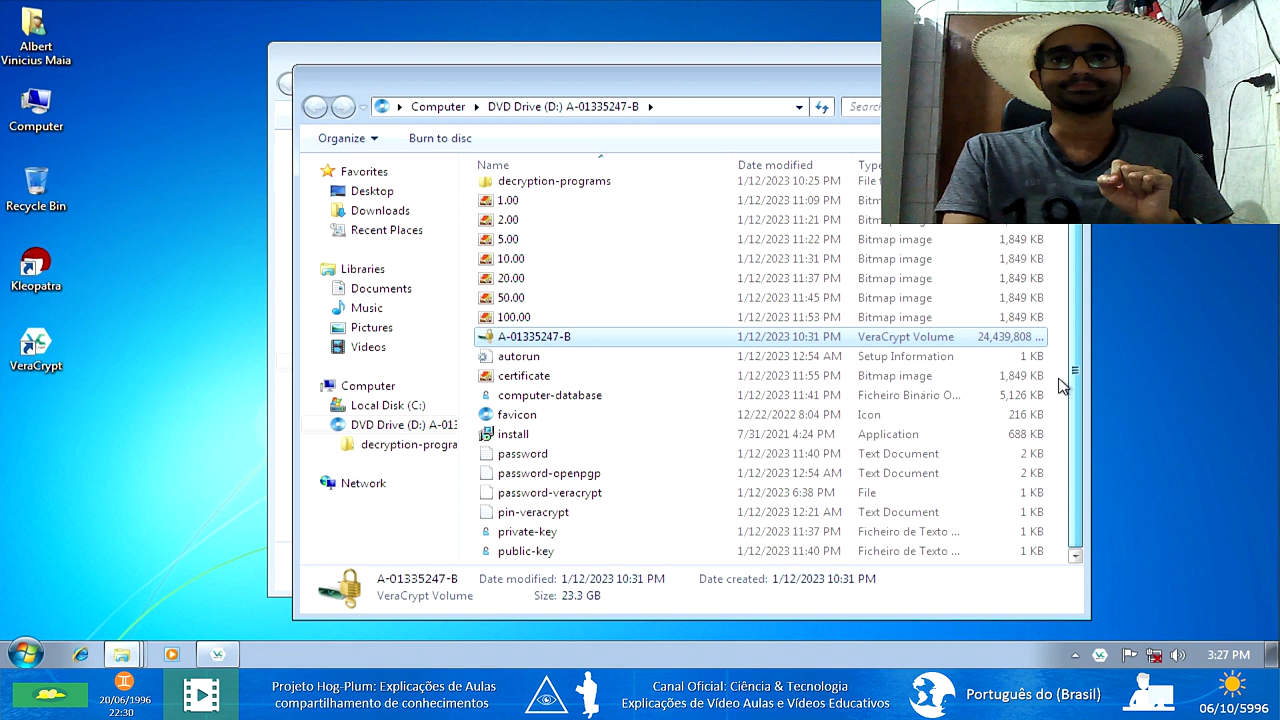 Albert
Vinicius Maia
Computer
Recycle Bin
Kleopatra
VeraCrypt
Computer DVD Drive (D:) A-01335247-B
Search
Organize Burn to disc
Favorites
Desktop
Downloads
Recent Places
Libraries
Documents
Music
Pictures
Videos
Computer
Local Disk (C:)
DVD Drive (D:) A-013
decryption-progra
Network
Name Date modified Type
decryption-programs 1/12/2023 10:25 PM File f
1.00 1/12/2023 11:09 PM Bitm
2.00 1/12/2023 11:21 PM Bitm
5.00 1/12/2023 11:22 PM Bitmap image 1,849 KB
10.00 1/12/2023 11:31 PM Bitmap image 1,849 KB
20.00 1/12/2023 11:37 PM Bitmap image 1,849 KB
50.00 1/12/2023 11:45 PM Bitmap image 1,849 KB
100.00 1/12/2023 11:53 PM Bitmap image 1,849 KB
A-01335247-B 1/12/2023 10:31 PM VeraCrypt Volume 24,439,808 ...
autorun 1/12/2023 12:54 AM Setup Information 1 KB
certificate 1/12/2023 11:55 PM Bitmap image 1,849 KB
computer-database 1/12/2023 11:41 PM Ficheiro Binário O... 5,126 KB
favicon 12/22/2022 8:04 PM Icon 216 KB
install 7/31/2021 4:24 PM Application 688 KB
password 1/12/2023 11:40 PM Text Document 2 KB
password-openpgp 1/12/2023 12:54 AM Text Document 2 KB
password-veracrypt 1/12/2023 6:38 PM File 1 KB
pin-veracrypt 1/12/2023 12:21 AM Text Document 1 KB
private-key 1/12/2023 11:37 PM Ficheiro de Texto ... 1 KB
public-key 1/12/2023 11:40 PM Ficheiro de Texto ... 1 KB
A-01335247-B Date modified: 1/12/2023 10:31 PM Date created: 1/12/2023 10:31 PM
VeraCrypt Volume Size: 23.3 GB
19
3:27 PM
20/06/1996
22:30
Projeto Hog-Plum: Explicações de Aulas
compartilhamento de conhecimentos
Canal Oficial: Ciência & Tecnologia
Explicações de Vídeo Aulas e Vídeos Educativos
Português do (Brasil)
06/10/5996